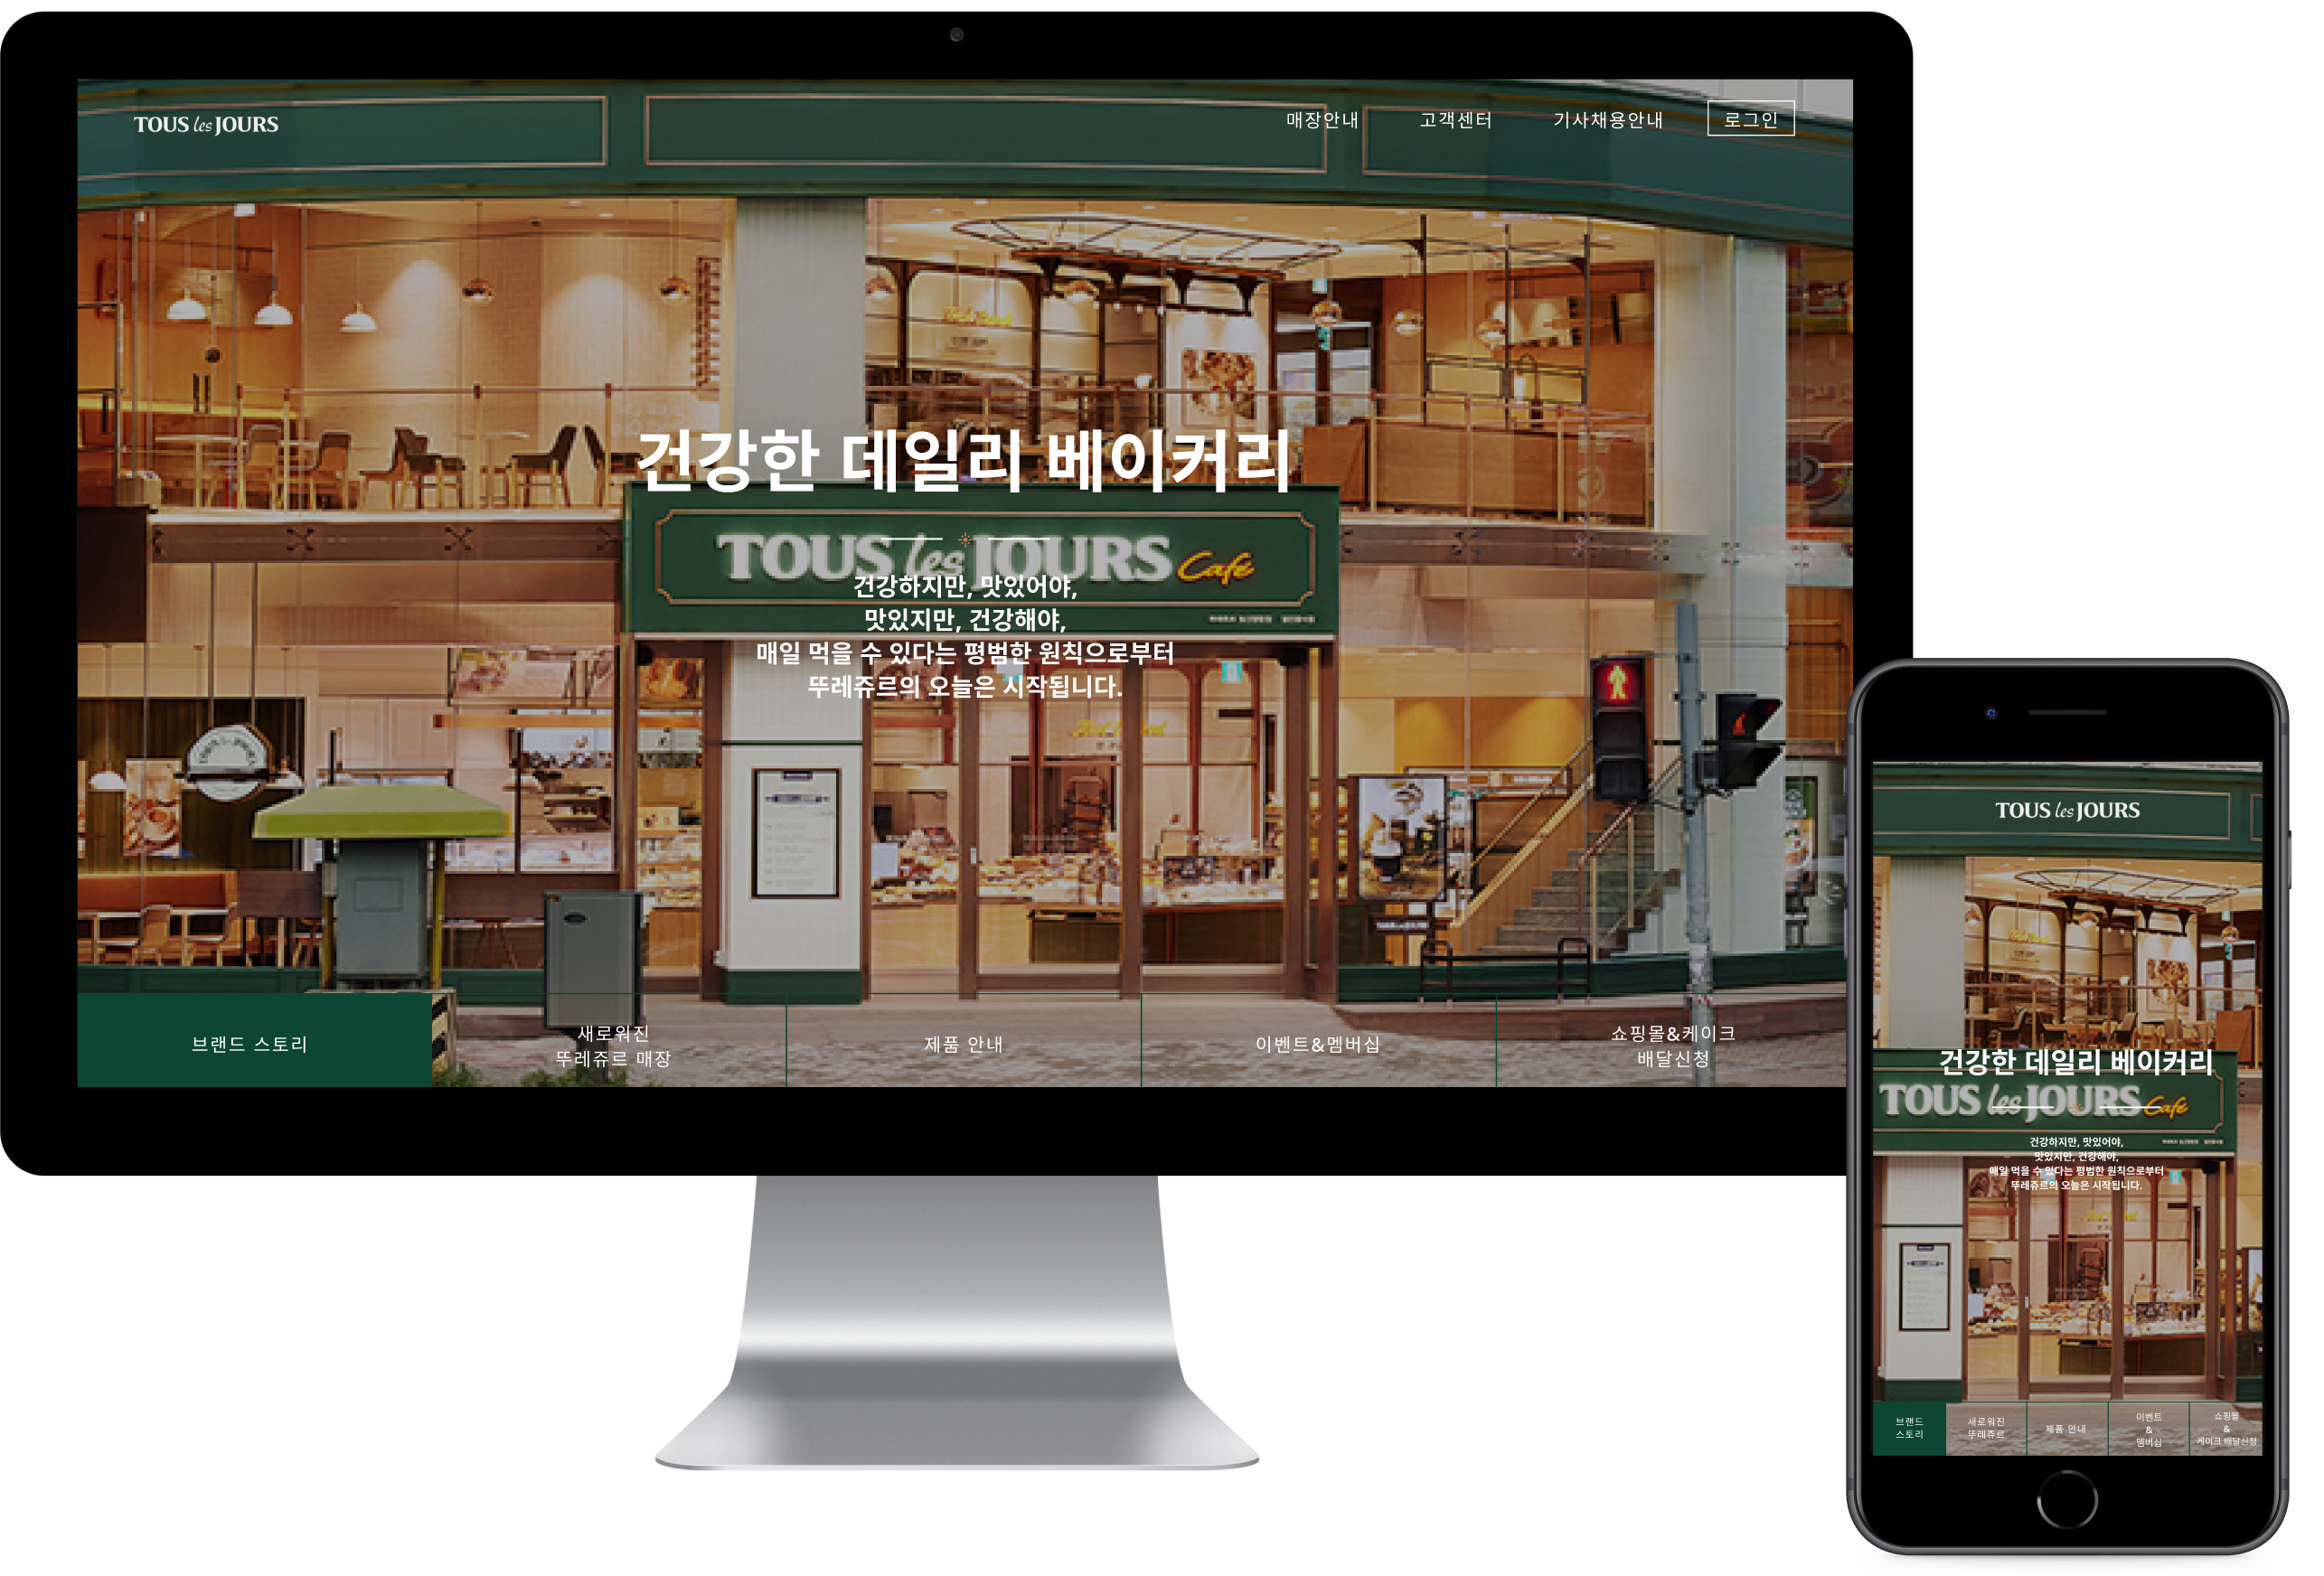 TOUS les JOURS
매장안내
고객센터
기사채용안내
로그인
건강한 데일리 베이커리
TOUS les JOURS Café
건강하지만, 맛있어야,
맛있지만, 건강해야,
매일 먹을 수 있다는 평범한 원칙으로부터
뚜레쥬르의 오늘은 시작됩니다.
브랜드 스토리
새로워진
뚜레쥬르 매장
제품 안내
이벤트&멤버십
쇼핑몰&케이크
배달신청
TOUS les JOURS
건강한 데일리 베이커리
TOUS les JOURS Café
건강하지만, 맛있어야,
맛있지만, 건강해야,
매일 먹을 수 있다는 평범한 원칙으로부터
뚜레쥬르의 오늘은 시작됩니다.
브랜드
스토리
새로워진
뚜레쥬르
제품 안내
이벤트
&
멤버십
쇼핑몰
&
케이크 배달신청